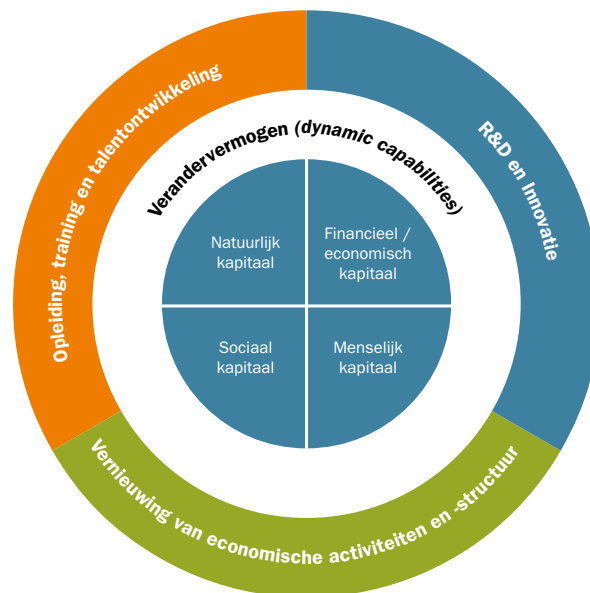 Opleiding, training en talentontwikkeling
R&D en Innovatie
Verandervermogen (dynamic capabilities)
Natuurlijk
kapitaal
Financieel /
economisch
kapitaal
Sociaal
kapitaal
Menselijk
kapitaal
Vernieuwing van economische activiteiten en -structuur